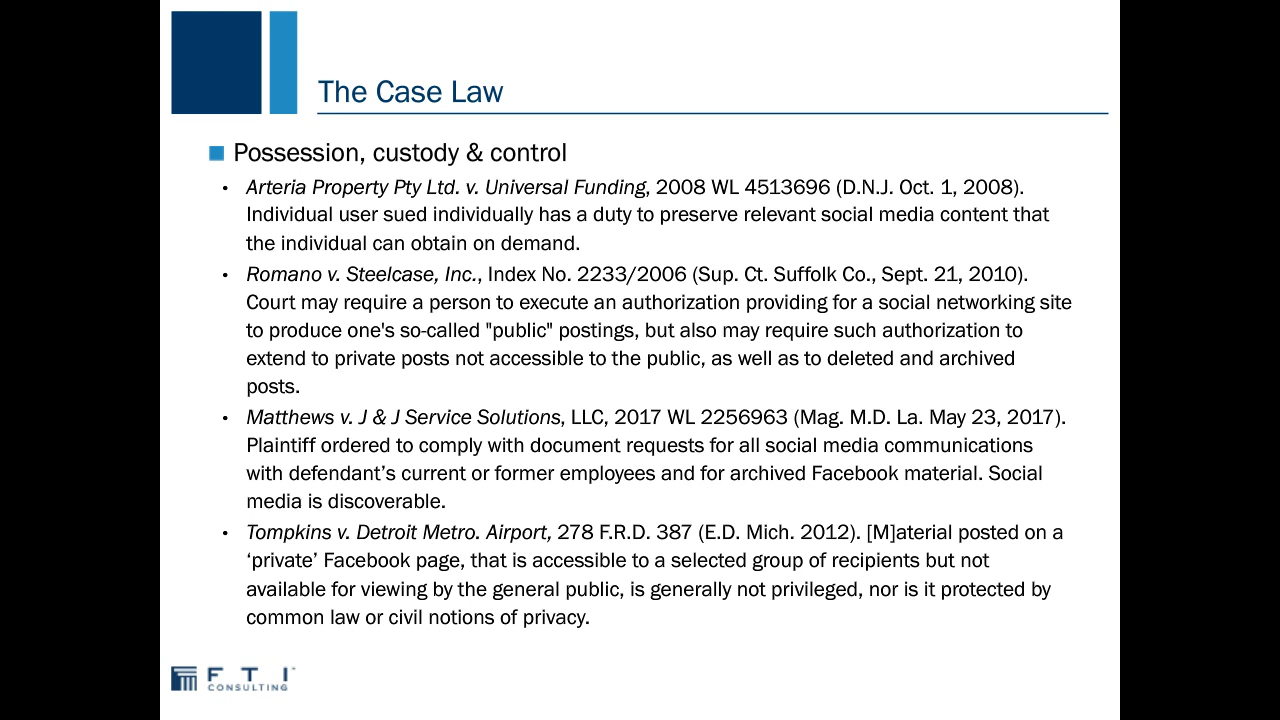 The Case Law
Possession, custody & control
• Arteria Property Pty Ltd. v. Universal Funding, 2008 WL 4513696 (D.N.J. Oct. 1, 2008).
Individual user sued individually has a duty to preserve relevant social media content that
the individual can obtain on demand.
• Romano v. Steelcase, Inc., Index No. 2233/2006 (Sup. Ct. Suffolk Co., Sept. 21, 2010).
Court may require a person to execute an authorization providing for a social networking site
to produce one's so-called "public" postings, but also may require such authorization to
extend to private posts not accessible to the public, as well as to deleted and archived
posts.
• Matthews v. J & J Service Solutions, LLC, 2017 WL 2256963 (Mag. M.D. La. May 23, 2017).
Plaintiff ordered to comply with document requests for all social media communications
with defendant’s current or former employees and for archived Facebook material. Social
media is discoverable.
• Tompkins v. Detroit Metro. Airport, 278 F.R.D. 387 (E.D. Mich. 2012). [M]aterial posted on a
‘private’ Facebook page, that is accessible to a selected group of recipients but not
available for viewing by the general public, is generally not privileged, nor is it protected by
common law or civil notions of privacy.
FTI
CONSULTING